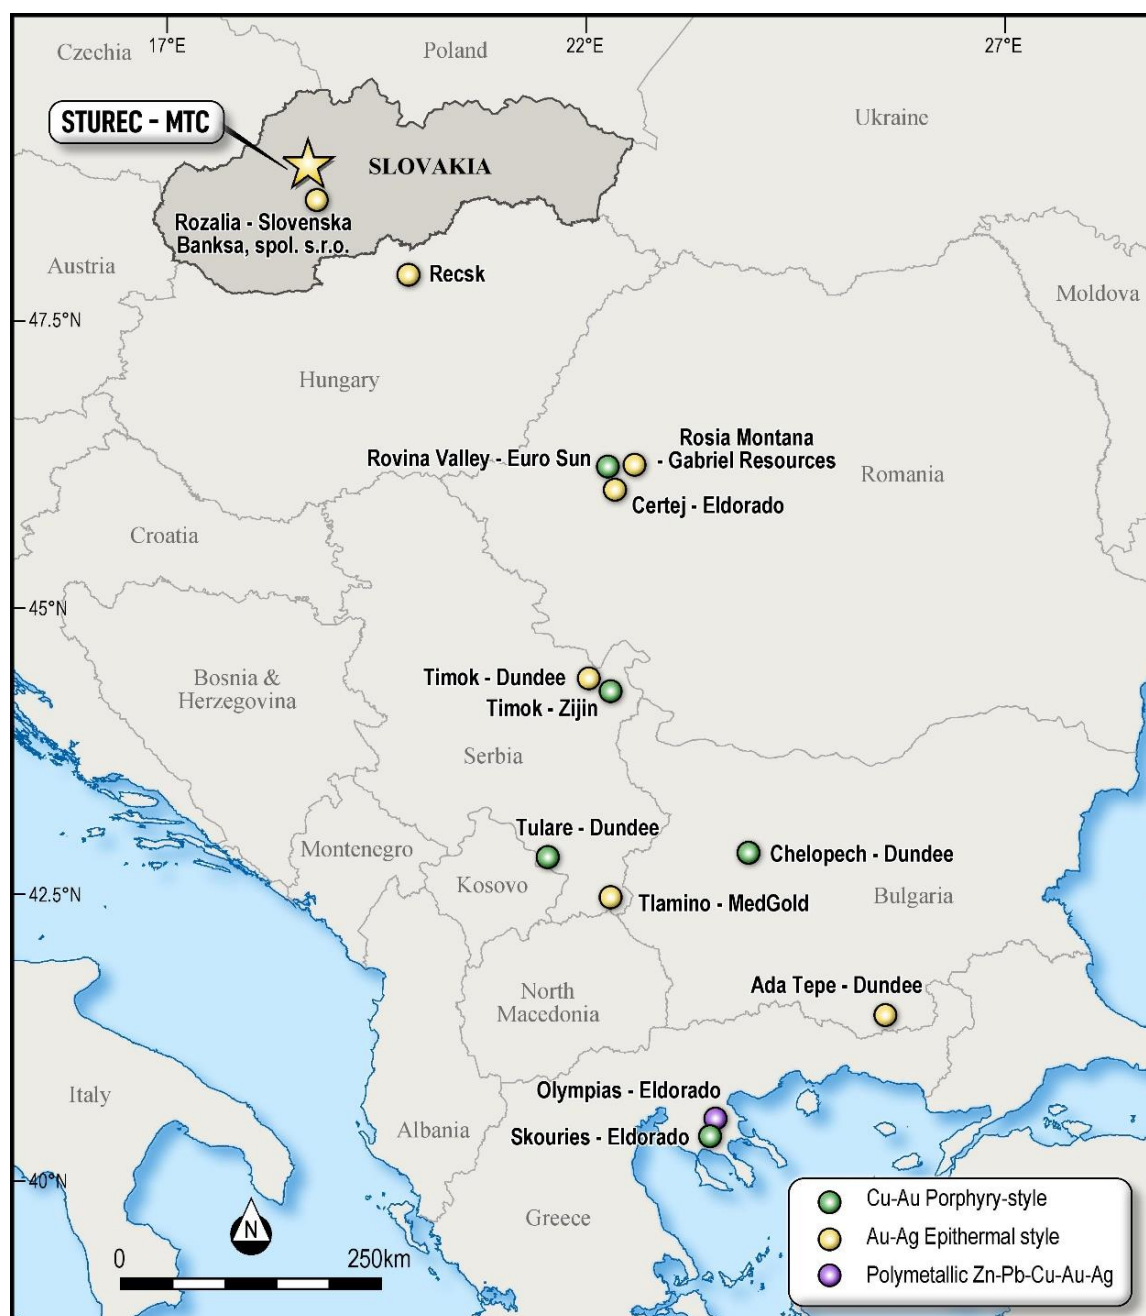 17°E
22°E
27°E
Czechia
Poland
Ukraine
STUREC - MTC
SLOVAKIA
Rozalia - Slovenska
Banksa, spol. s.r.o.
Austria
Recsk
Moldova
47.5°N
Hungary
Rosia Montana
- Gabriel Resources
Rovina Valley - Euro Sun
Romania
Certej - Eldorado
Croatia
45°N
Bosnia &
Herzegovina
Timok - Dundee
Timok - Zijin
Serbia
Tulare - Dundee
Montenegro
Chelopech - Dundee
Kosovo
42.5°N
Tlamino - MedGold
Bulgaria
Ada Tepe - Dundee
North
Macedonia
Italy
Olympias - Eldorado
Albania
Skouries - Eldorado
40°N
Greece
N
0
250km
Cu-Au Porphyry-style
Au-Ag Epithermal style
Polymetallic Zn-Pb-Cu-Au-Ag